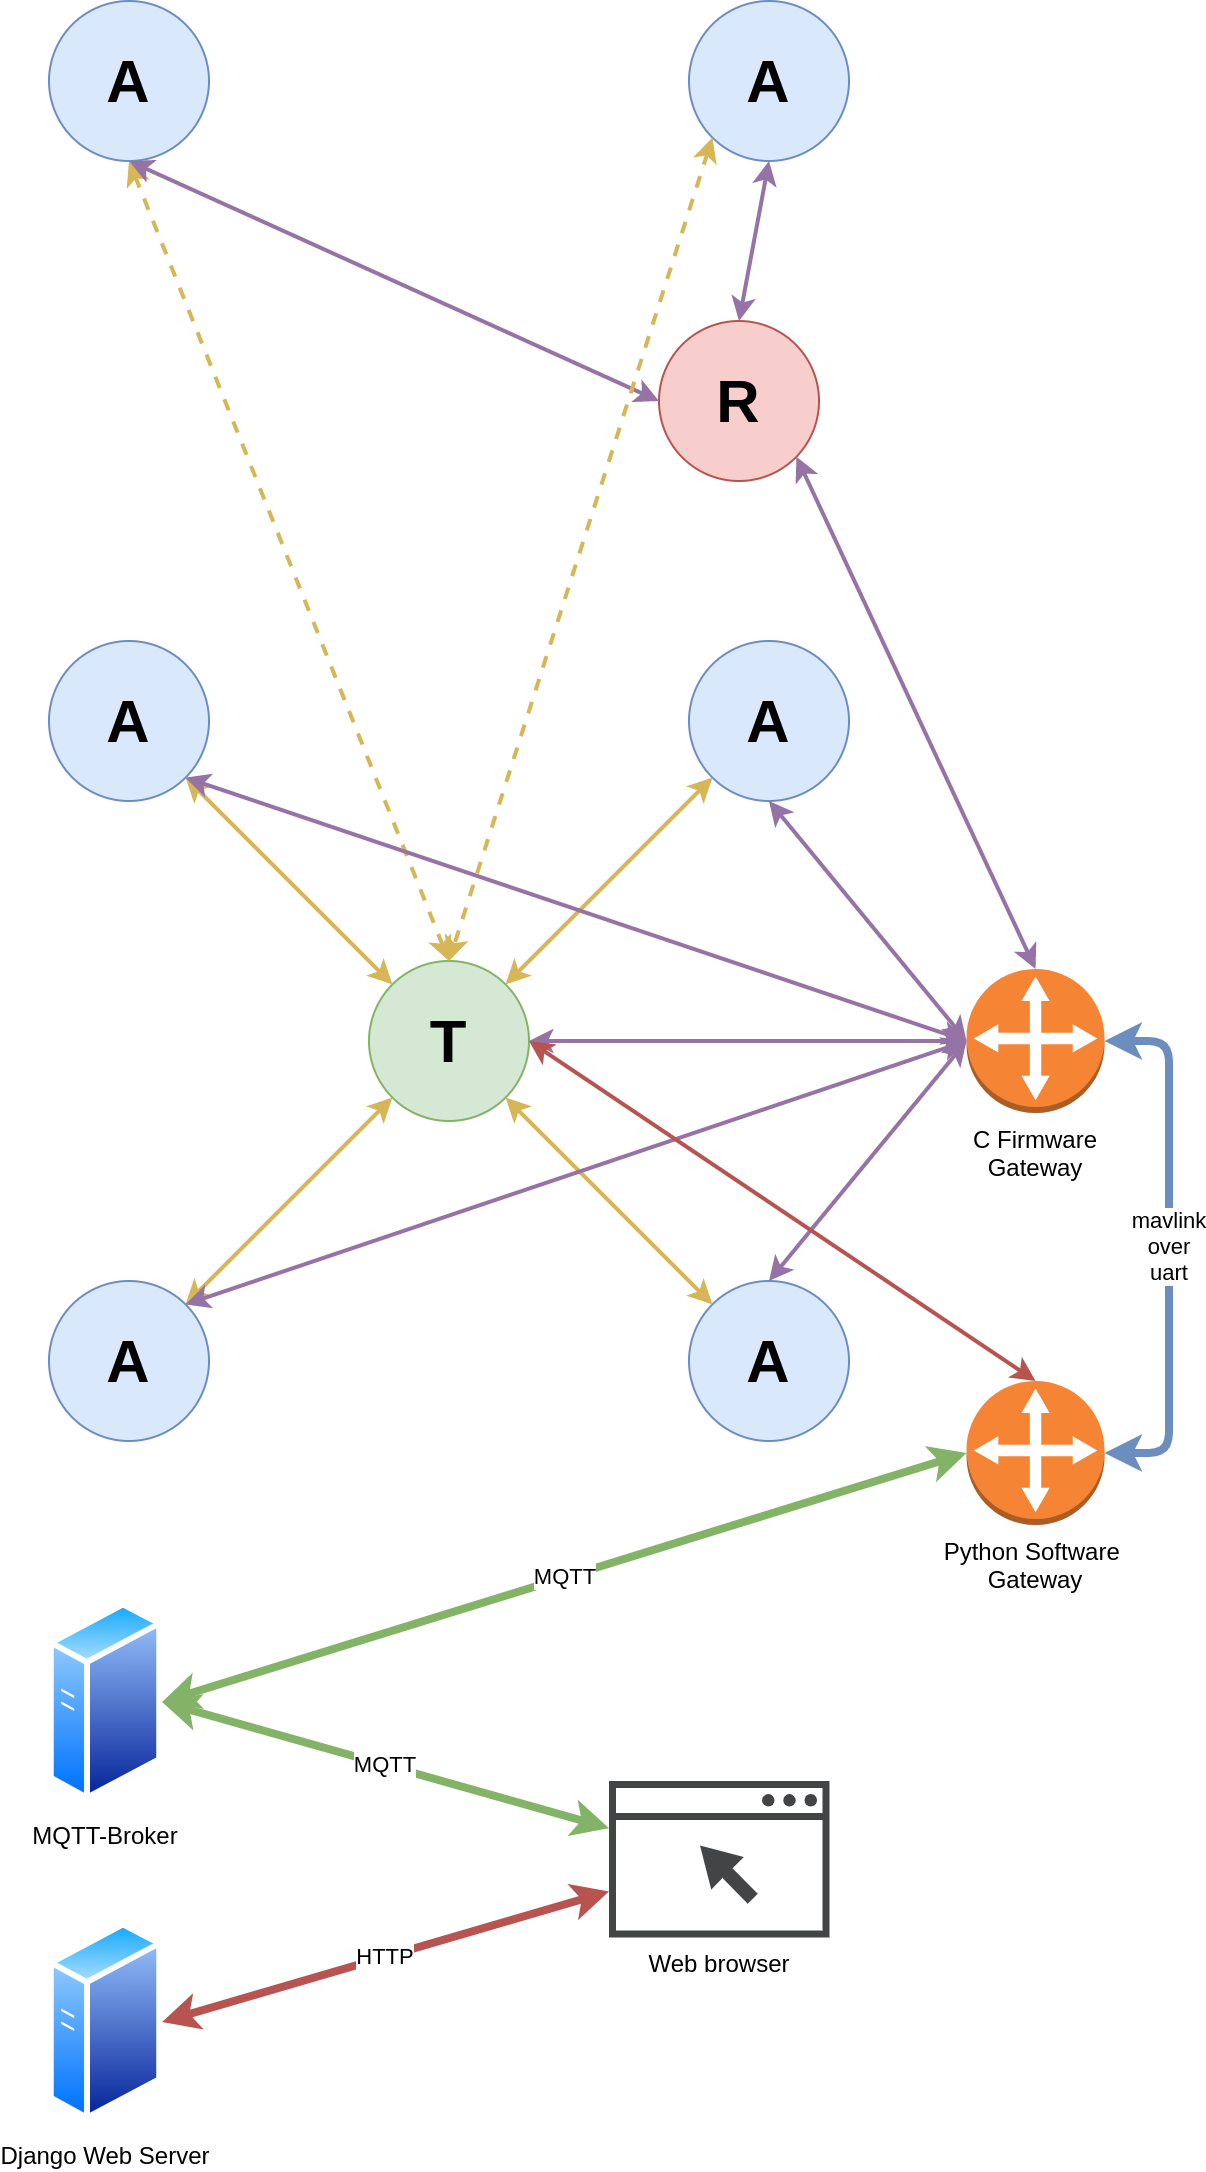 A
A
R
A
A
T
C Firmware
Gateway
mavlink
over
uart
A
A
Python Software
Gateway
MQTT
MQTT
MQTT-Broker
HTTP
Web browser
Django Web Server